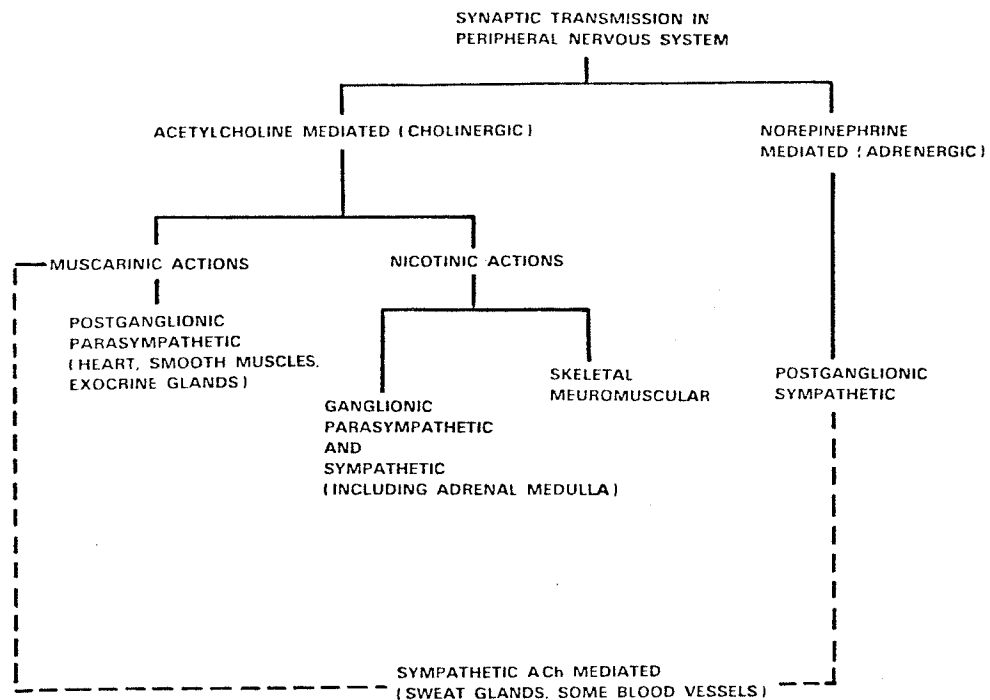 SYNAPTIC TRANSMISSION IN
PERIPHERAL NERVOUS SYSTEM
ACETYLCHOLINE MEDIATED (CHOLINERGIC)
NOREPINEPHRINE
MEDIATED (ADRENERGIC)
MUSCARINIC ACTIONS
NICOTINIC ACTIONS
POSTGANGLIONIC
PARASYMPATHETIC
(HEART, SMOOTH MUSCLES,
EXOCRINE GLANDS)
GANGLIONIC
PARASYMPATHETIC
AND
SYMPATHETIC
(INCLUDING ADRENAL MEDULLA)
SKELETAL
MEUROMUSCULAR
POSTGANGLIONIC
SYMPATHETIC
SYMPATHETIC ACh MEDIATED
(SWEAT GLANDS, SOME BLOOD VESSELS)